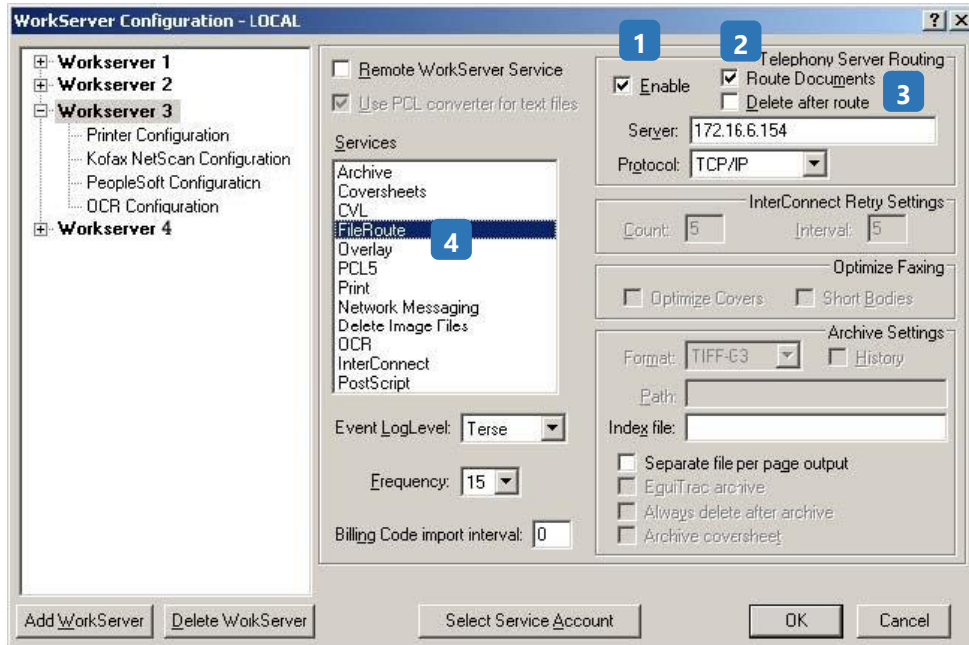 WorkServer Configuration - LOCAL
? X
Workserver 1
Workserver 2
Workserver 3
Printer Configuration
Kofax NetScan Configuration
PeopleSoft Configuration
OCR Configuration
Workserver 4
Remote WorkServer Service
Use PCL converter for text files
Services
Archive
Coversheets
CVL
FileRoute
4
Overlay
PCL5
Print
Network Messaging
Delete Image Files
OCR
InterConnect
PostScript
Event LogLevel: Terse
Frequency: 15
Billing Code import interval: 0
1
2
Telephony Server Routing
Enable
Route Documents
Delete after route
3
Server: 172.16.6.154
Protocol: TCP/IP
InterConnect Retry Settings
Count: 5 Interval: 5
Optimize Faxing
Optimize Covers Short Bodies
Archive Settings
Format: TIFF-G3 History
Path:
Index file:
Separate file per page output
EquiTrac archive
Always delete after archive
Archive coversheet
Add WorkServer Delete WorkServer Select Service Account OK Cancel